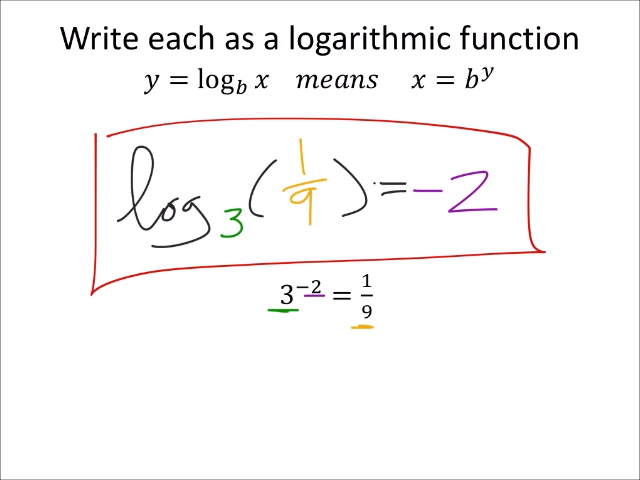 Write each as a logarithmic function
y = log_b x means x = b^y
log_3 (1/9) = -2
3^-2 = 1/9